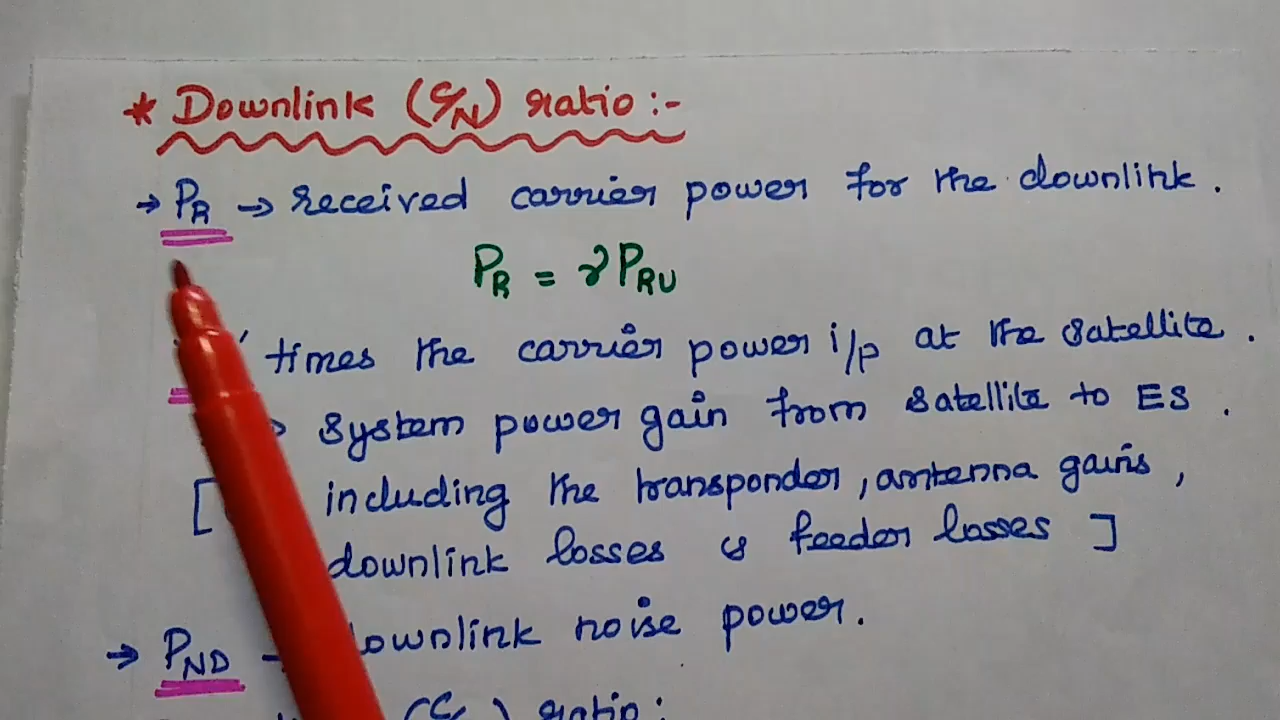 * Downlink (C/N) ratio :-
→ PR → received carrier power for the downlink.
PR = γPRU
' times the carrier power i/p at the satellite.
system power gain from satellite to ES.
[ including the transponder, antenna gains,
downlink losses & feeder losses ]
→ PND → downlink noise power.
(C/ ) ratio :